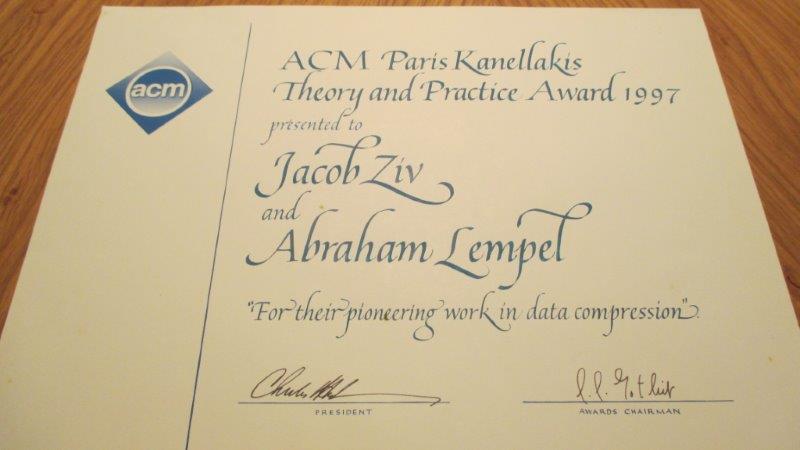 acm
ACM Paris Kanellakis
Theory and Practice Award 1997
presented to
Jacob Ziv
and
Abraham Lempel
"For their pioneering work in data compression".
PRESIDENT
AWARDS CHAIRMAN